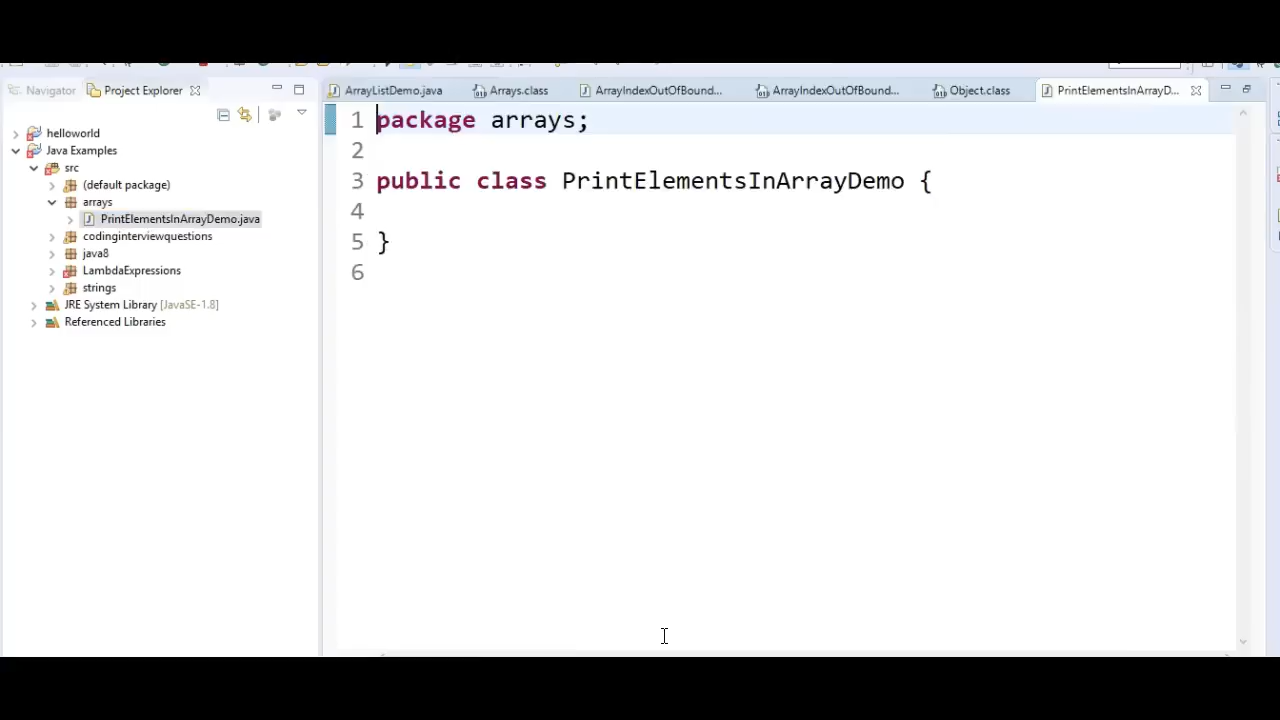 Navigator
Project Explorer
ArrayListDemo.java
Arrays.class
ArrayIndexOutOfBound...
ArrayIndexOutOfBound...
Object.class
PrintElementsInArrayD...
helloworld
Java Examples
src
(default package)
arrays
PrintElementsInArrayDemo.java
codinginterviewquestions
java8
LambdaExpressions
strings
JRE System Library [JavaSE-1.8]
Referenced Libraries
1 package arrays;
2
3 public class PrintElementsInArrayDemo {
4
5 }
6